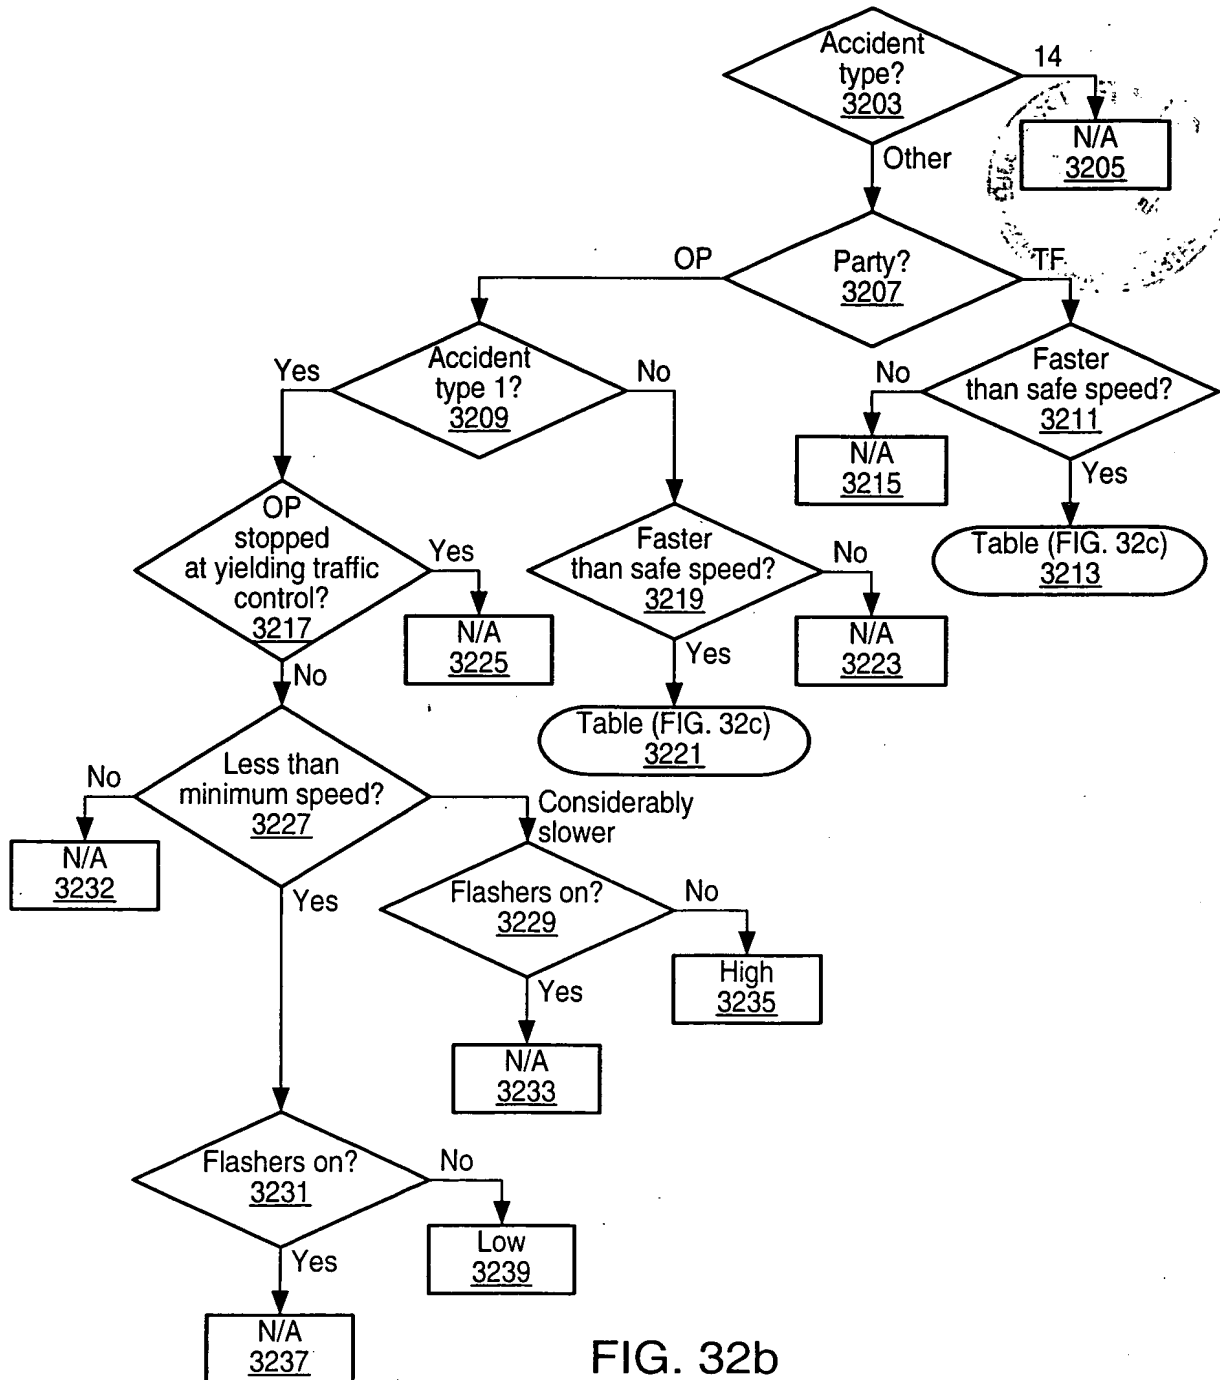 Accident
type?
3203
14
N/A
3205
Other
Party?
3207
OP
TF
Accident
type 1?
3209
Yes
No
Faster
than safe speed?
3211
No
N/A
3215
Yes
Table (FIG. 32c)
3213
OP
stopped
at yielding traffic
control?
3217
Yes
N/A
3225
No
Faster
than safe speed?
3219
No
N/A
3223
Yes
Table (FIG. 32c)
3221
Less than
minimum speed?
3227
No
N/A
3232
Considerably
slower
Yes
Flashers on?
3229
No
High
3235
Yes
N/A
3233
Flashers on?
3231
No
Low
3239
Yes
N/A
3237
FIG. 32b